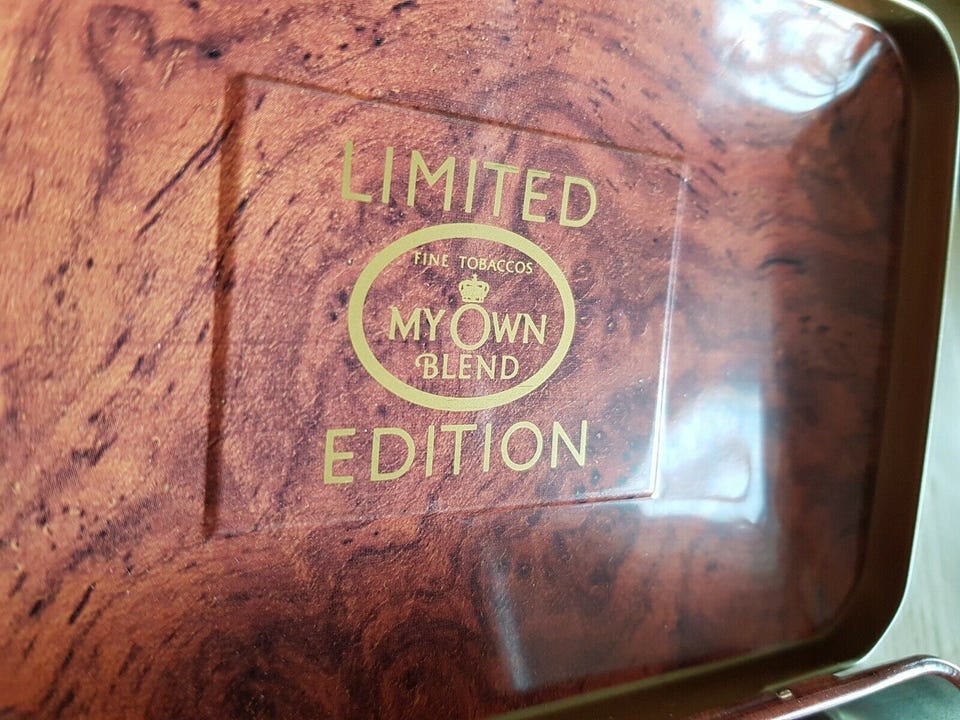 LIMITED
FINE TOBACCOS
MY OWN
BLEND
EDITION